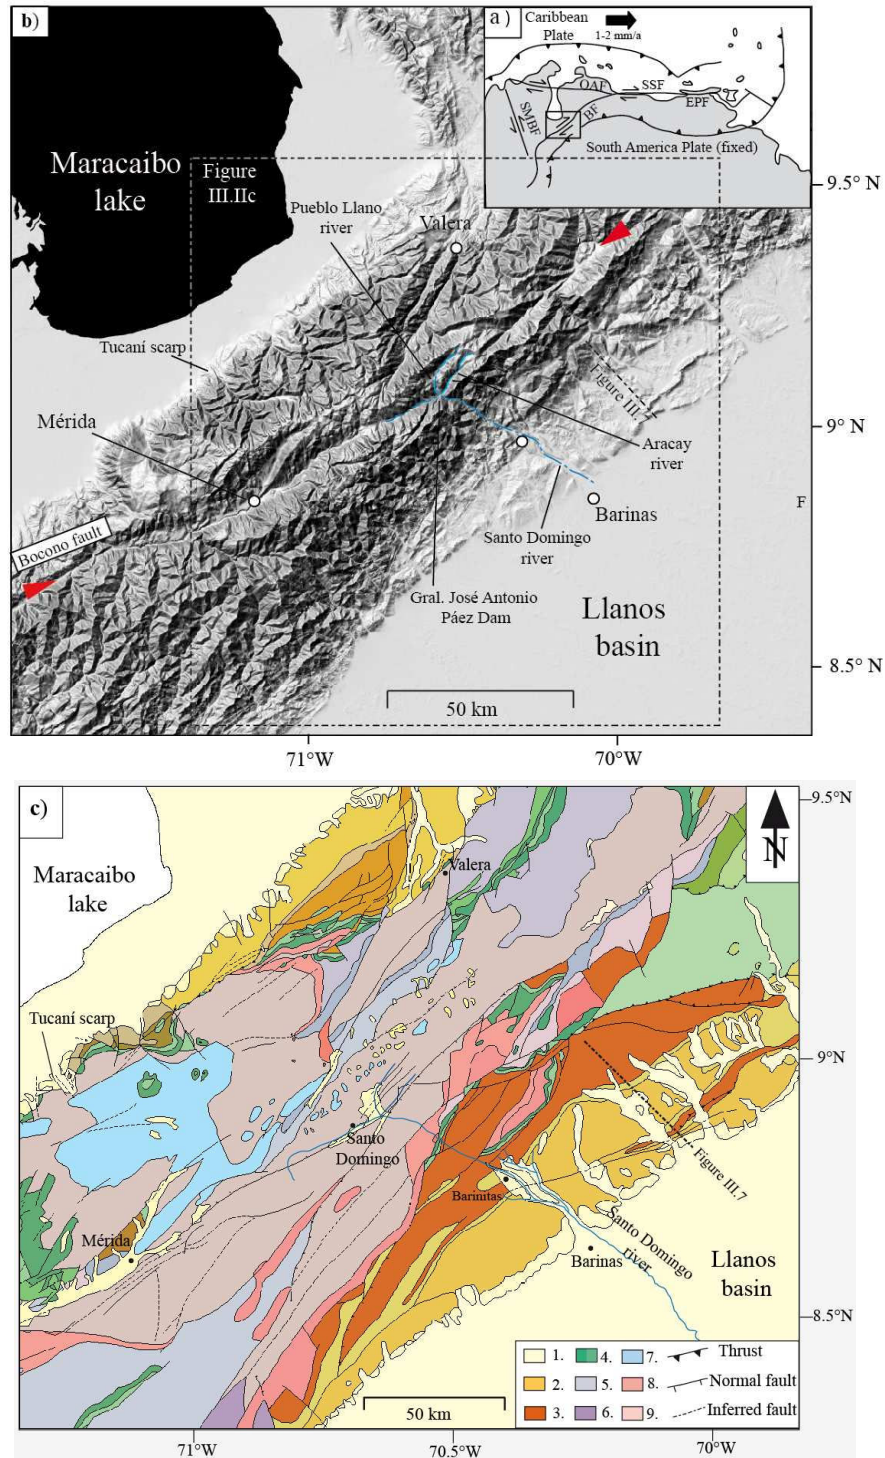 b)
a )
Caribbean
Plate
1-2 mm/a
OAF
SSF
EPF
BF
SMBF
South America Plate (fixed)
Maracaibo
lake
Figure
III.IIc
9.5° N
Pueblo Llano
river
Valera
Tucaní scarp
Figure III.7
Mérida
9° N
Aracay
river
F
Barinas
Santo Domingo
river
Bocono fault
Gral. José Antonio
Páez Dam
Llanos
basin
8.5° N
50 km
71°W
70°W
c)
9.5°N
N
Maracaibo
lake
Valera
Tucaní scarp
9°N
Santo
Domingo
Figure III.7
Barinitas
Mérida
Santo Domingo
river
Barinas
Llanos
basin
8.5°N
1. 4. 7. Thrust
2. 5. 8. Normal fault
3. 6. 9. Inferred fault
50 km
71°W
70.5°W
70°W